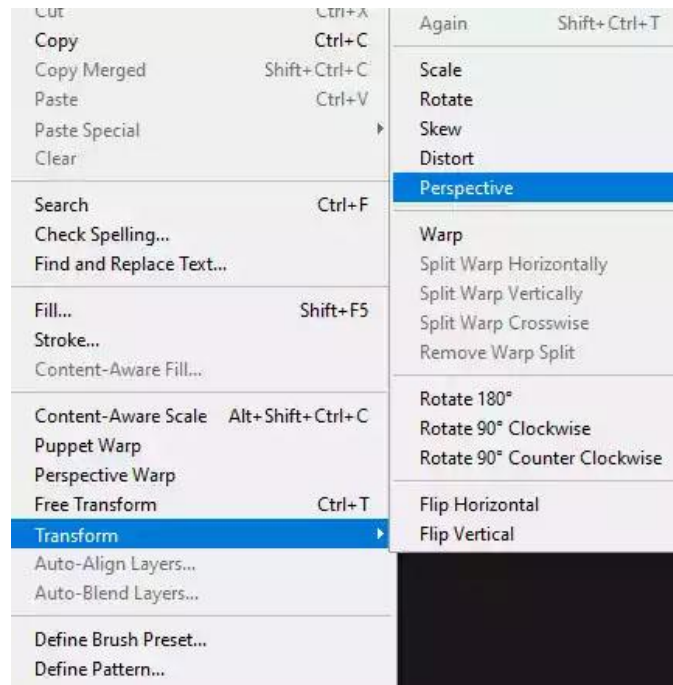 Cut Ctrl+X
Copy Ctrl+C
Copy Merged Shift+Ctrl+C
Paste Ctrl+V
Paste Special
Clear
Search Ctrl+F
Check Spelling...
Find and Replace Text...
Fill... Shift+F5
Stroke...
Content-Aware Fill...
Content-Aware Scale Alt+Shift+Ctrl+C
Puppet Warp
Perspective Warp
Free Transform Ctrl+T
Transform
Auto-Align Layers...
Auto-Blend Layers...
Define Brush Preset...
Define Pattern...
Again Shift+Ctrl+T
Scale
Rotate
Skew
Distort
Perspective
Warp
Split Warp Horizontally
Split Warp Vertically
Split Warp Crosswise
Remove Warp Split
Rotate 180°
Rotate 90° Clockwise
Rotate 90° Counter Clockwise
Flip Horizontal
Flip Vertical